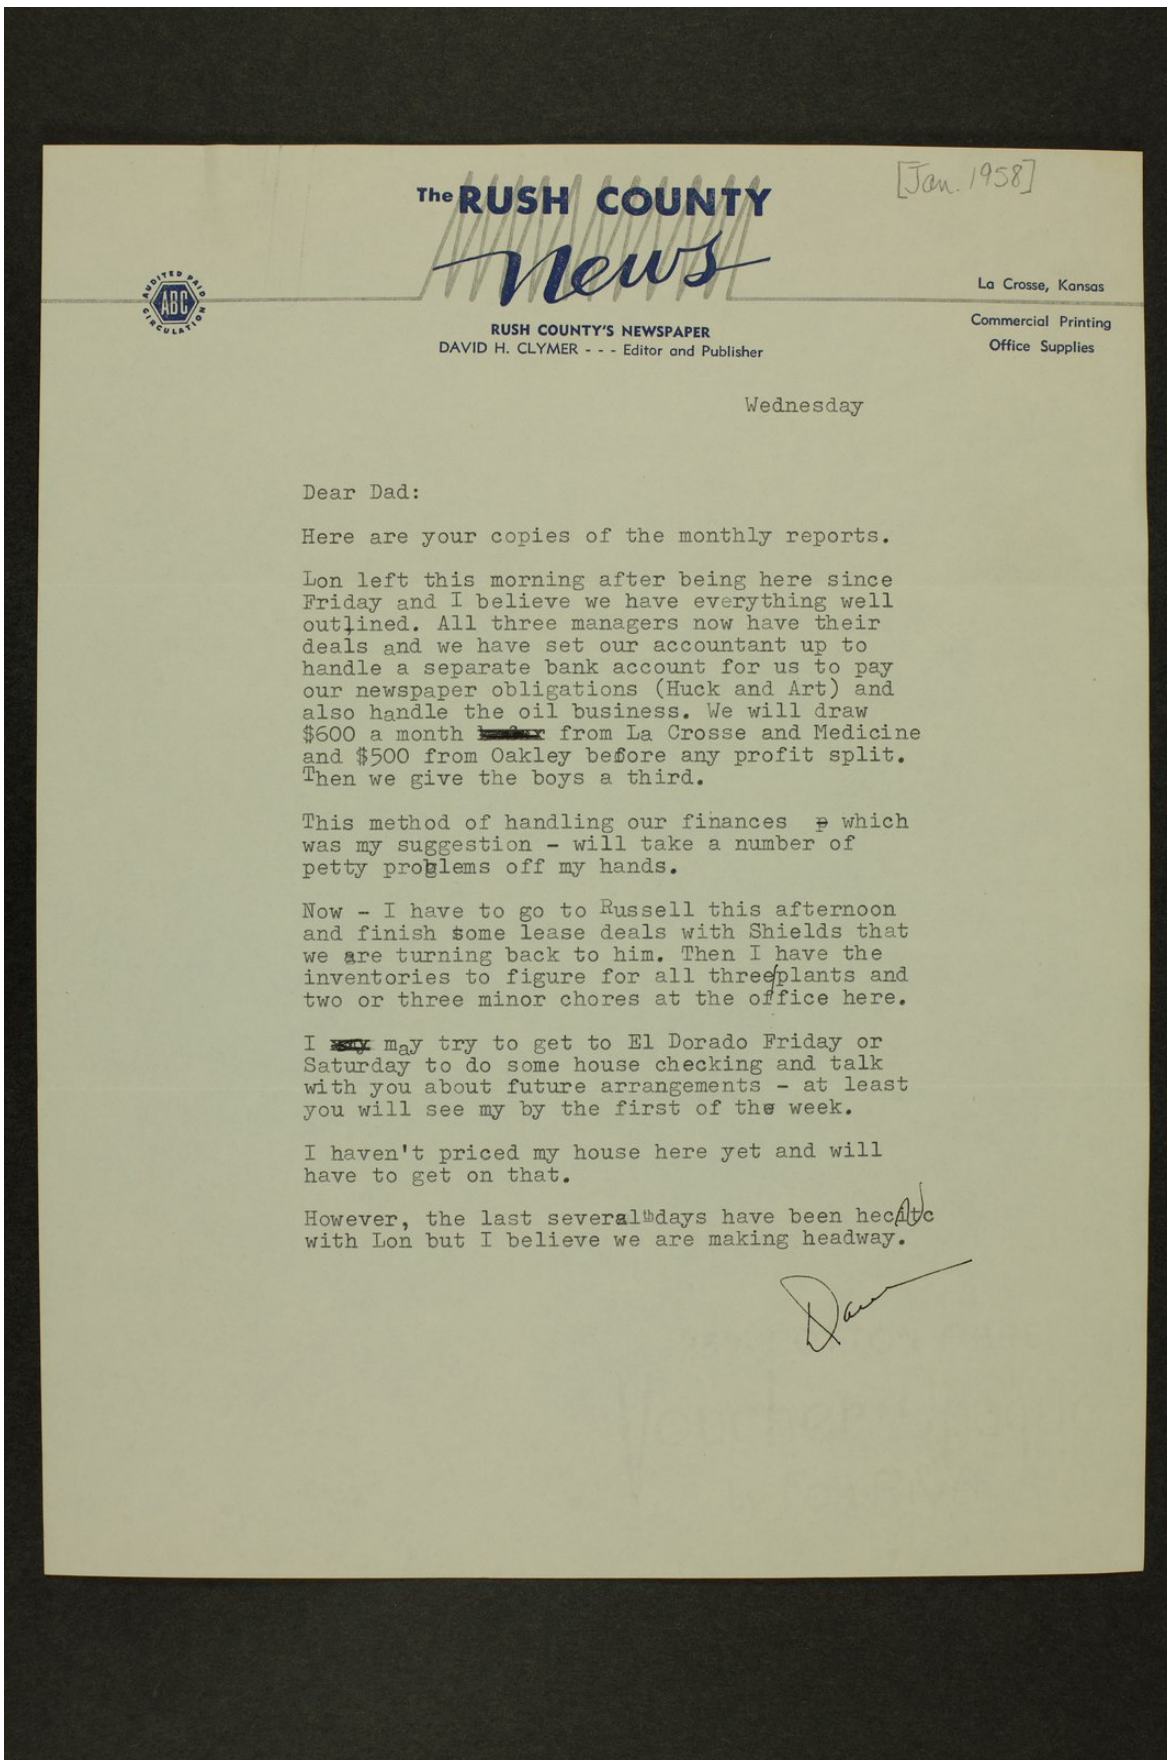 [Jan. 1958]
The RUSH COUNTY
News
AUDITED PAID
ABC
CIRCULATION
La Crosse, Kansas
Commercial Printing
Office Supplies
RUSH COUNTY'S NEWSPAPER
DAVID H. CLYMER - - - Editor and Publisher
Wednesday
Dear Dad:
Here are your copies of the monthly reports.
Lon left this morning after being here since
Friday and I believe we have everything well
outlined. All three managers now have their
deals and we have set our accountant up to
handle a separate bank account for us to pay
our newspaper obligations (Huck and Art) and
also handle the oil business. We will draw
$600 a month from La Crosse and Medicine
and $500 from Oakley before any profit split.
Then we give the boys a third.
This method of handling our finances - which
was my suggestion - will take a number of
petty problems off my hands.
Now - I have to go to Russell this afternoon
and finish some lease deals with Shields that
we are turning back to him. Then I have the
inventories to figure for all three/plants and
two or three minor chores at the office here.
I may try to get to El Dorado Friday or
Saturday to do some house checking and talk
with you about future arrangements - at least
you will see my by the first of the week.
I haven't priced my house here yet and will
have to get on that.
However, the last several days have been hectic
with Lon but I believe we are making headway.
Dave